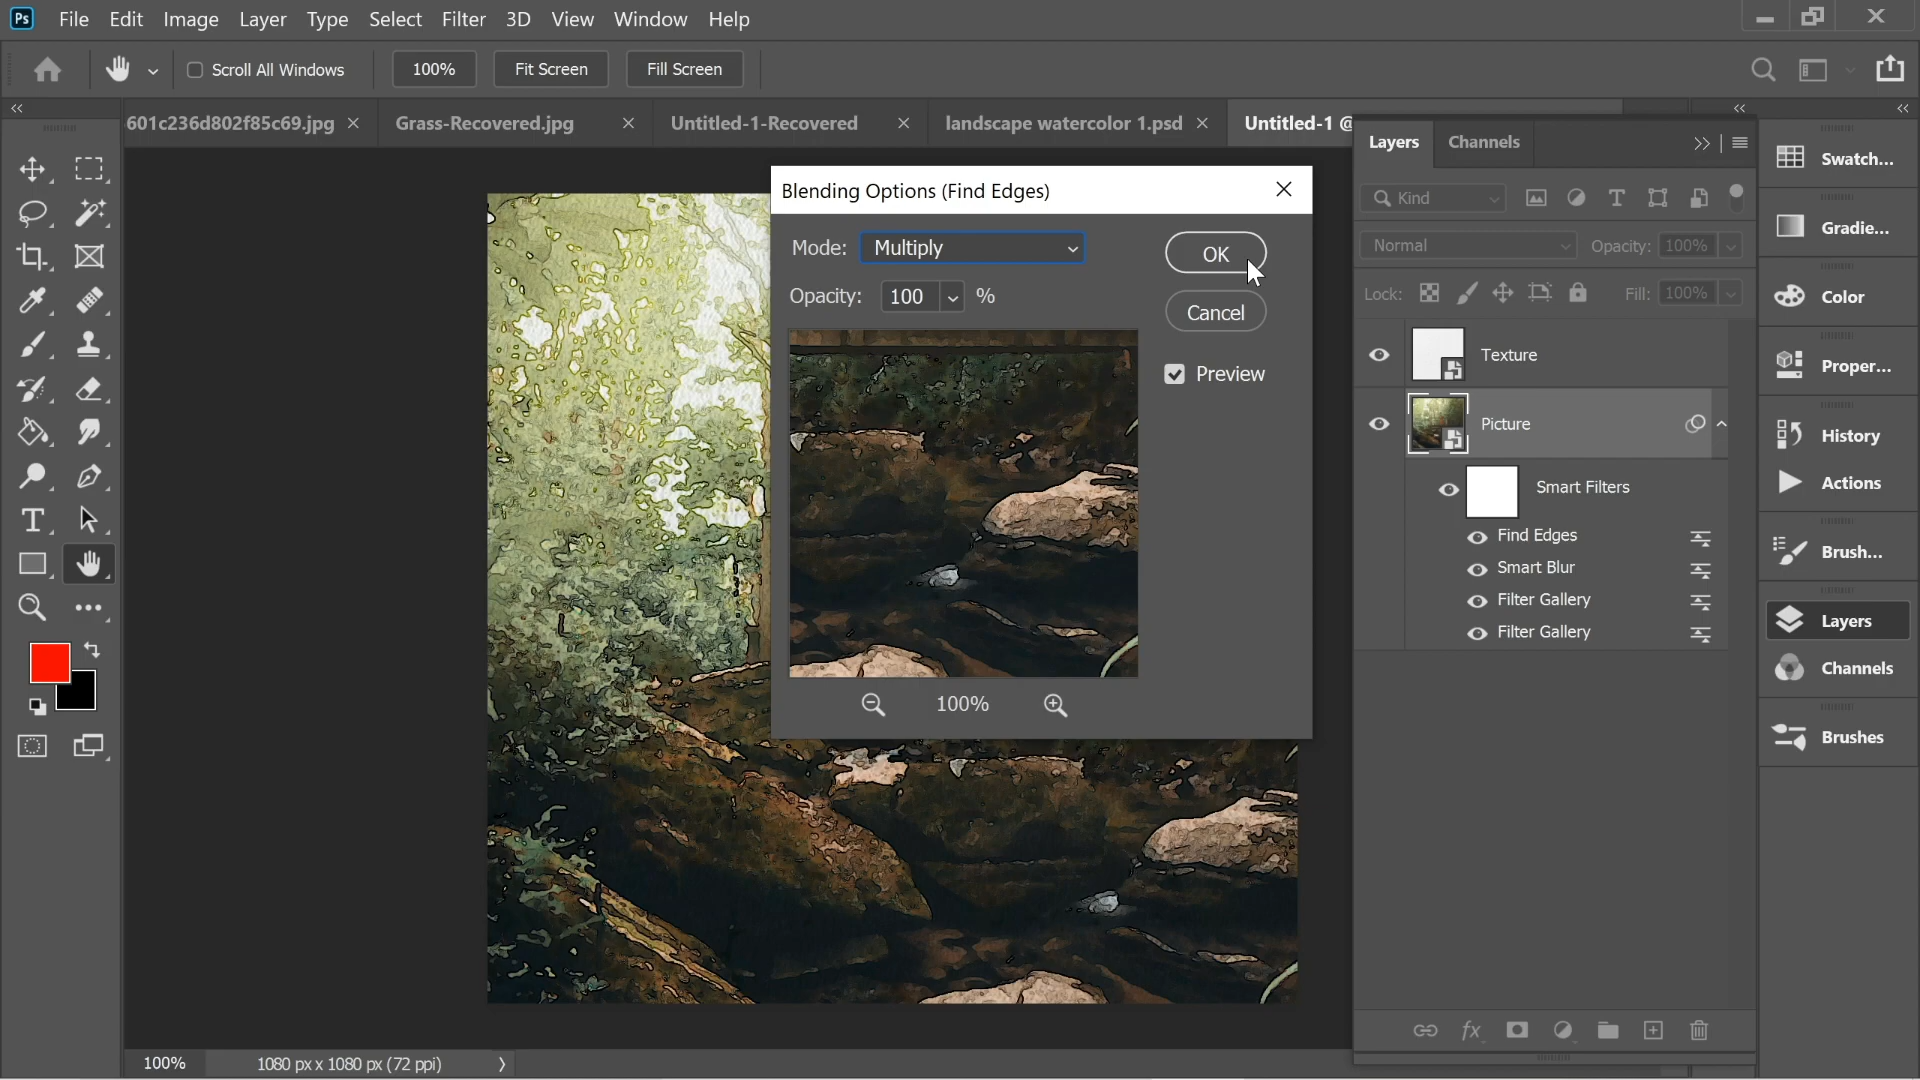 Ps File Edit Image Layer Type Select Filter 3D View Window Help
Scroll All Windows 100% Fit Screen Fill Screen
601c236d802f85c69.jpg Grass-Recovered.jpg Untitled-1-Recovered landscape watercolor 1.psd Untitled-1 @
Blending Options (Find Edges)
Mode: Multiply
OK
Opacity: 100 %
Cancel
Preview
100%
Layers Channels
Kind
Normal Opacity: 100%
Lock: Fill: 100%
Texture
Picture
Smart Filters
Find Edges
Smart Blur
Filter Gallery
Filter Gallery
Swatch...
Gradie...
Color
Proper...
History
Actions
Brush...
Layers
Channels
Brushes
100% 1080 px x 1080 px (72 ppi)